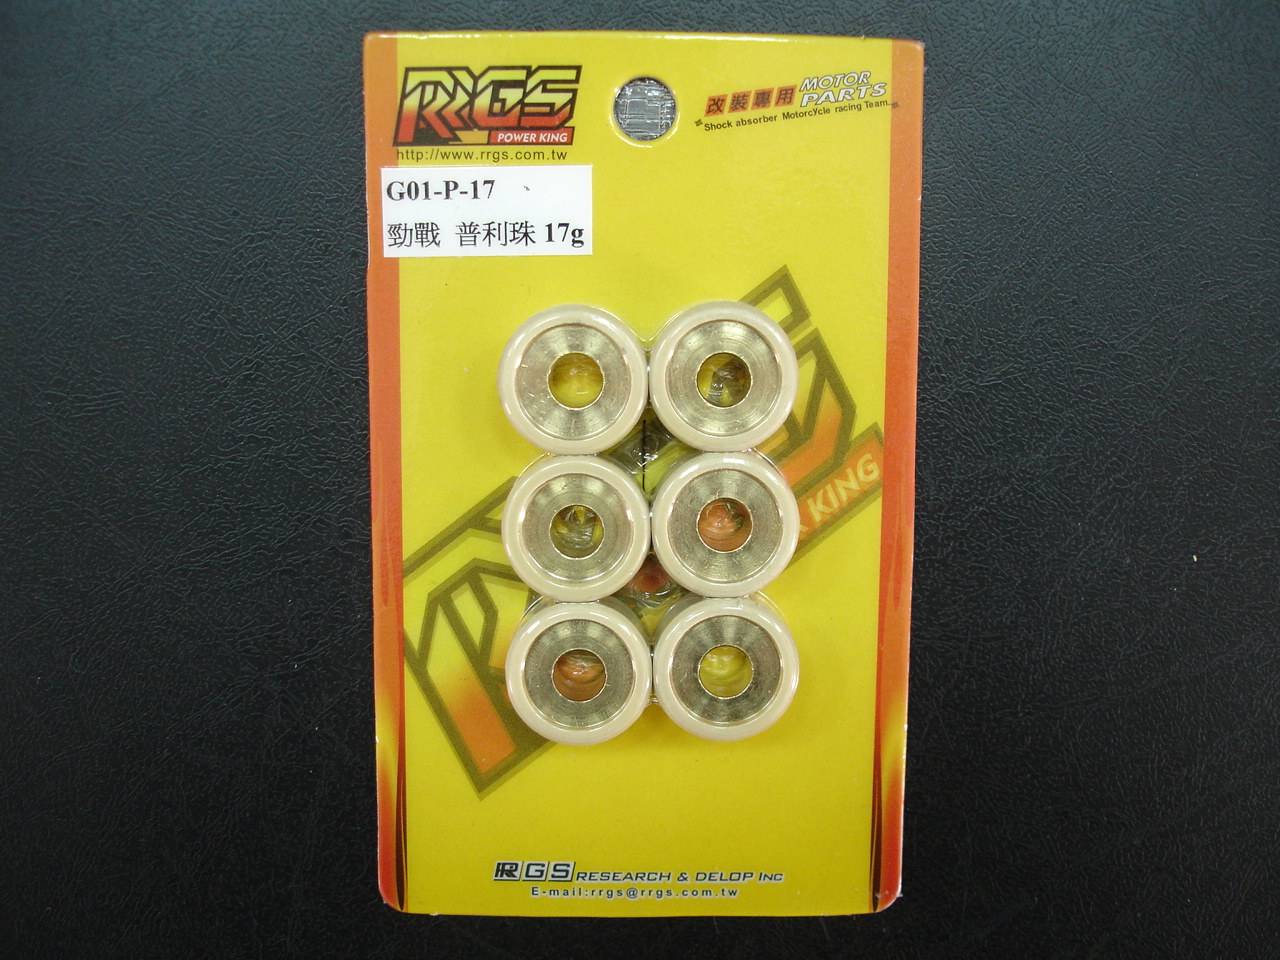 RRGS
POWER KING
http://www.rrgs.com.tw
改裝專用 MOTOR PARTS
Shock absorber MotorcYcle racing Team.
G01-P-17
勁戰 普利珠 17g
KING
RRGS RESEARCH & DELOP INC
E-mail:rrgs@rrgs.com.tw